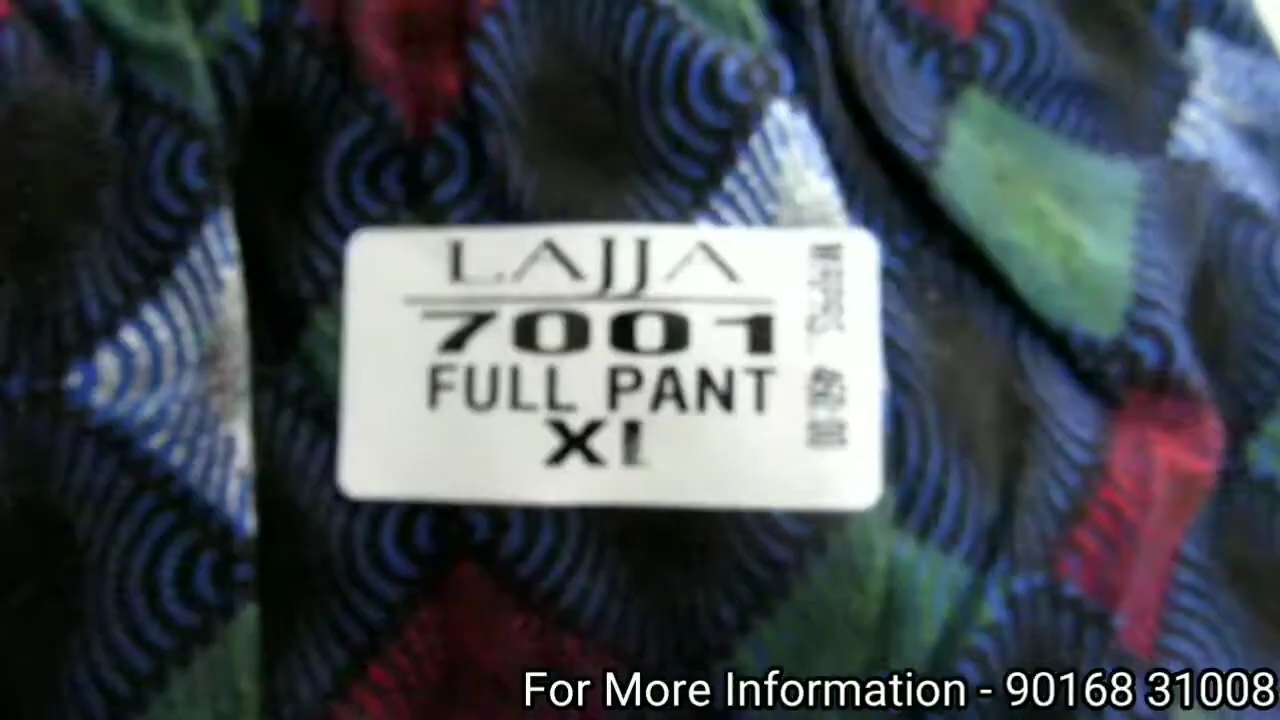 LAJJA
7001
FULL PANT
XL
For More Information - 90168 31008